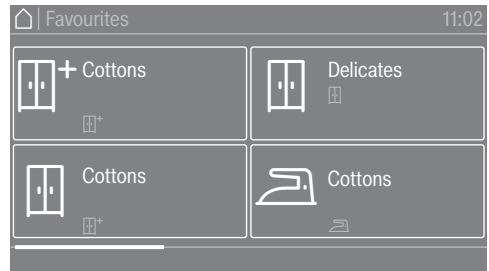 Favourites 11:02
+ Cottons
Delicates
+
Cottons
Cottons
+